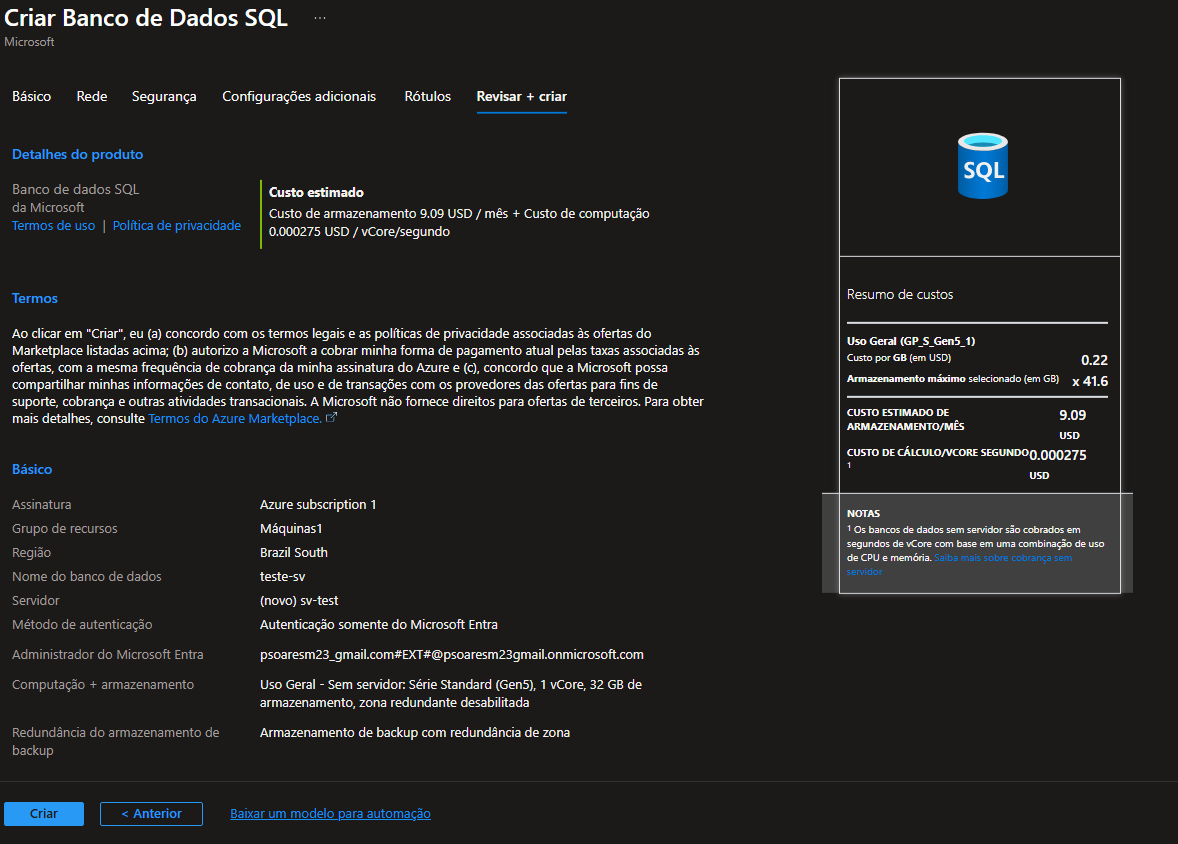 Criar Banco de Dados SQL ...
Microsoft
Básico Rede Segurança Configurações adicionais Rótulos Revisar + criar
Detalhes do produto
Banco de dados SQL
da Microsoft
Termos de uso | Política de privacidade
Custo estimado
Custo de armazenamento 9.09 USD / mês + Custo de computação
0.000275 USD / vCore/segundo
Termos
Ao clicar em "Criar", eu (a) concordo com os termos legais e as políticas de privacidade associadas às ofertas do
Marketplace listadas acima; (b) autorizo a Microsoft a cobrar minha forma de pagamento atual pelas taxas associadas às
ofertas, com a mesma frequência de cobrança da minha assinatura do Azure e (c), concordo que a Microsoft possa
compartilhar minhas informações de contato, de uso e de transações com os provedores das ofertas para fins de
suporte, cobrança e outras atividades transacionais. A Microsoft não fornece direitos para ofertas de terceiros. Para obter
mais detalhes, consulte Termos do Azure Marketplace.
Básico
Assinatura Azure subscription 1
Grupo de recursos Máquinas1
Região Brazil South
Nome do banco de dados teste-sv
Servidor (novo) sv-test
Método de autenticação Autenticação somente do Microsoft Entra
Administrador do Microsoft Entra psoaresm23_gmail.com#EXT#@psoaresm23gmail.onmicrosoft.com
Computação + armazenamento Uso Geral - Sem servidor: Série Standard (Gen5), 1 vCore, 32 GB de
armazenamento, zona redundante desabilitada
Redundância do armazenamento de Armazenamento de backup com redundância de zona
backup
SQL
Resumo de custos
Uso Geral (GP_S_Gen5_1)
Custo por GB (em USD) 0.22
Armazenamento máximo selecionado (em GB) x 41.6
CUSTO ESTIMADO DE 9.09
ARMAZENAMENTO/MÊS
USD
CUSTO DE CÁLCULO/VCORE SEGUNDO 0.000275
1
USD
NOTAS
1 Os bancos de dados sem servidor são cobrados em
segundos de vCore com base em uma combinação de uso
de CPU e memória. Saiba mais sobre cobrança sem
servidor
Criar < Anterior Baixar um modelo para automação